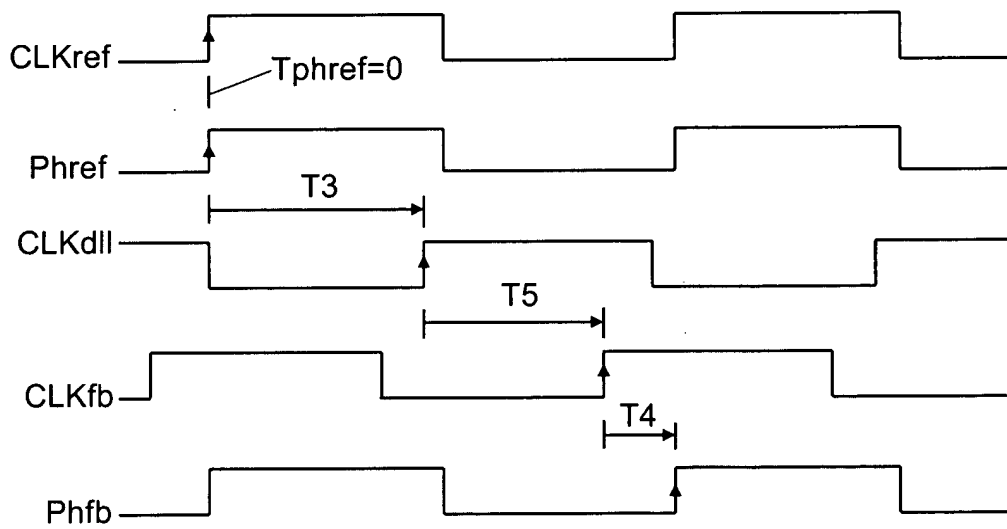 CLKref
Tphref=0
Phref
T3
CLKdll
T5
CLKfb
T4
Phfb